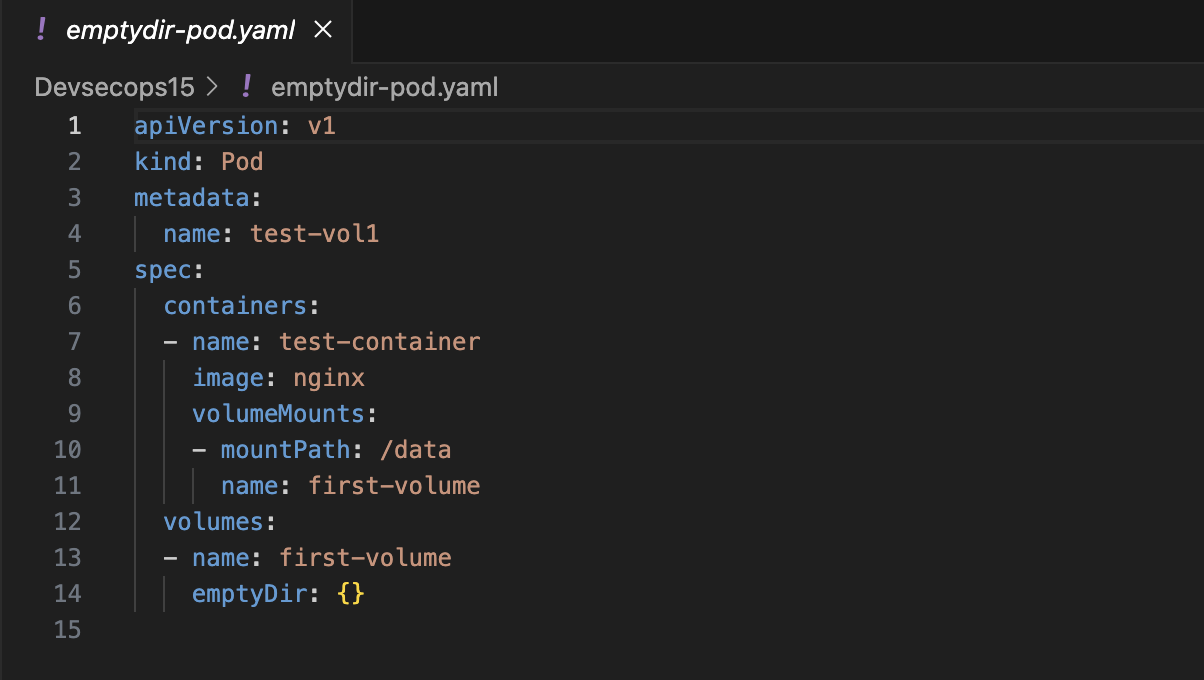 ! emptydir-pod.yaml ×
Devsecops15 > ! emptydir-pod.yaml
1 apiVersion: v1
2 kind: Pod
3 metadata:
4   name: test-vol1
5 spec:
6   containers:
7   - name: test-container
8     image: nginx
9     volumeMounts:
10     - mountPath: /data
11       name: first-volume
12   volumes:
13   - name: first-volume
14     emptyDir: {}
15